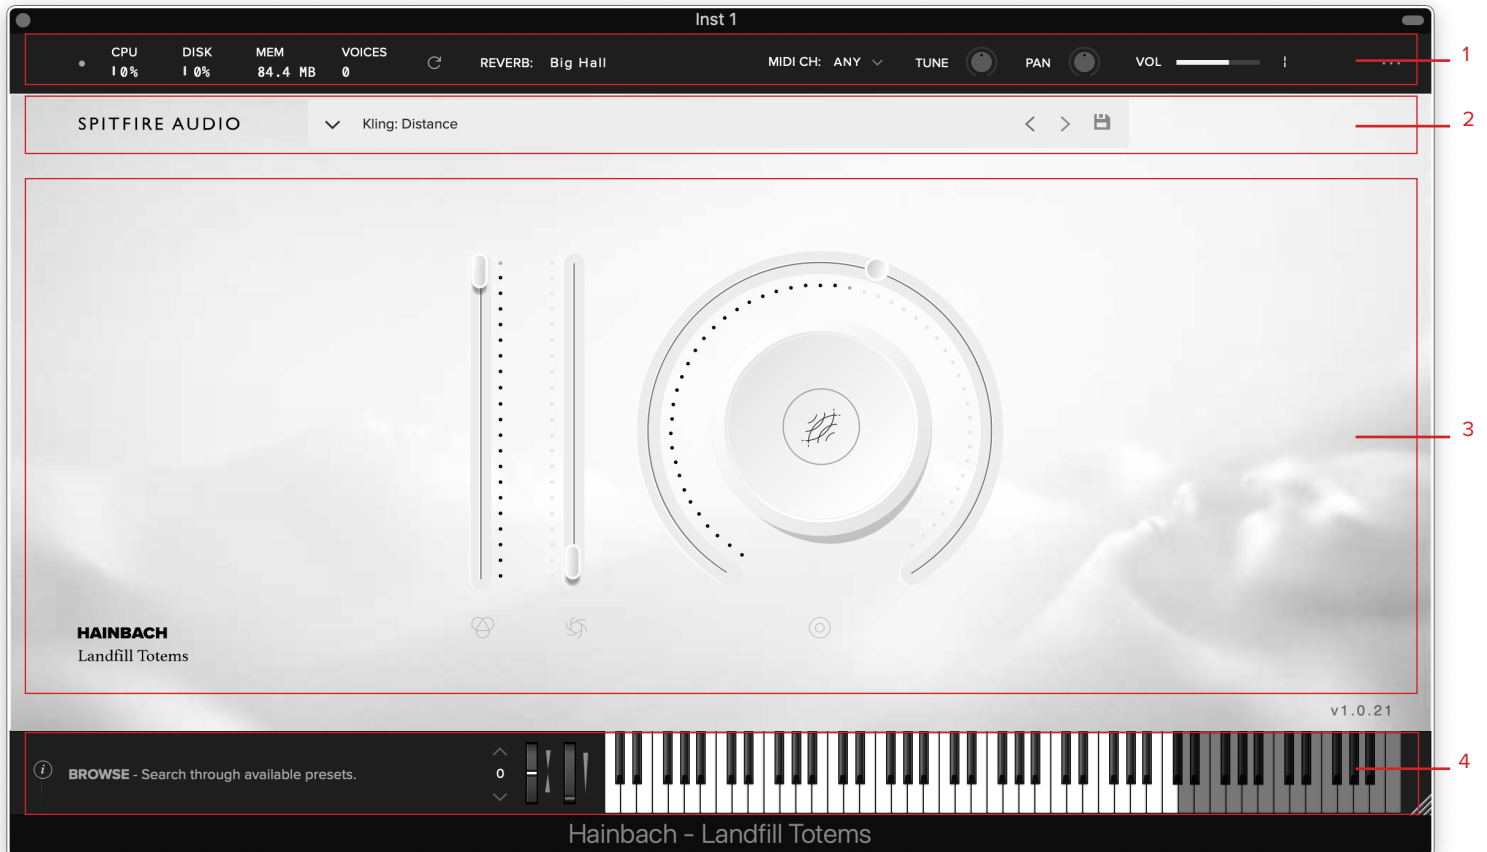 Inst 1
CPU DISK MEM VOICES
0% 0% 84.4 MB 0
REVERB: Big Hall MIDI CH: ANY TUNE PAN VOL
1
SPITFIRE AUDIO Kling: Distance
2
3
HAINBACH
Landfill Totems
v1.0.21
BROWSE - Search through available presets.
0
4
Hainbach - Landfill Totems